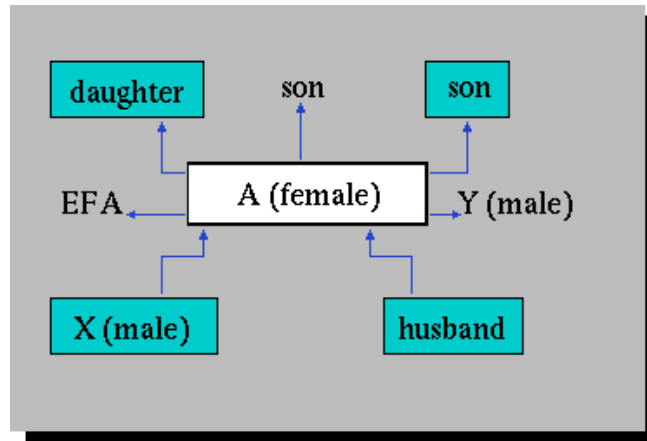 daughter
son
son
EFA
A (female)
Y (male)
X (male)
husband